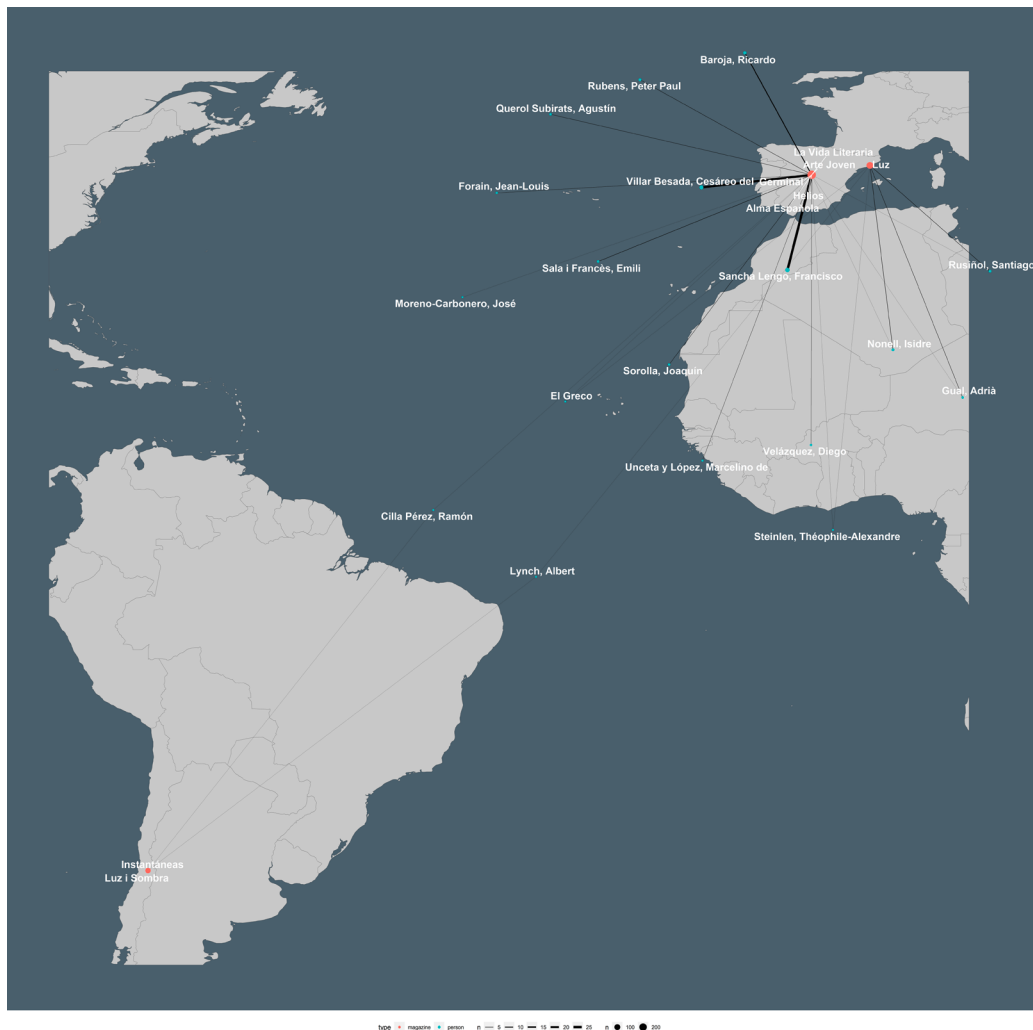 Baroja, Ricardo
Rubens, Peter Paul
Querol Subirats, Agustín
La Vida Literaria
Arte Joven
Luz
Forain, Jean-Louis
Villar Besada, Cesáreo del
Germinal
Helios
Alma Española
Sala i Francès, Emili
Sancha Lengo, Francisco
Rusiñol, Santiago
Moreno-Carbonero, José
Nonell, Isidre
Sorolla, Joaquín
El Greco
Gual, Adrià
Velázquez, Diego
Unceta y López, Marcelino de
Cilla Pérez, Ramón
Steinlen, Théophile-Alexandre
Lynch, Albert
Instantáneas
Luz i Sombra
type magazine person n 5 10 15 20 25 n 100 200